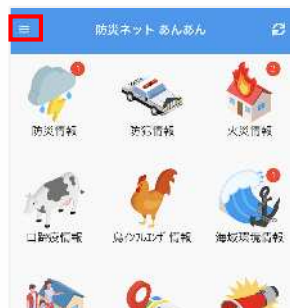 防災ネット あんあん
防災情報
防犯情報
火災情報
口蹄疫情報
鳥インフルエンザ情報
海域環境情報